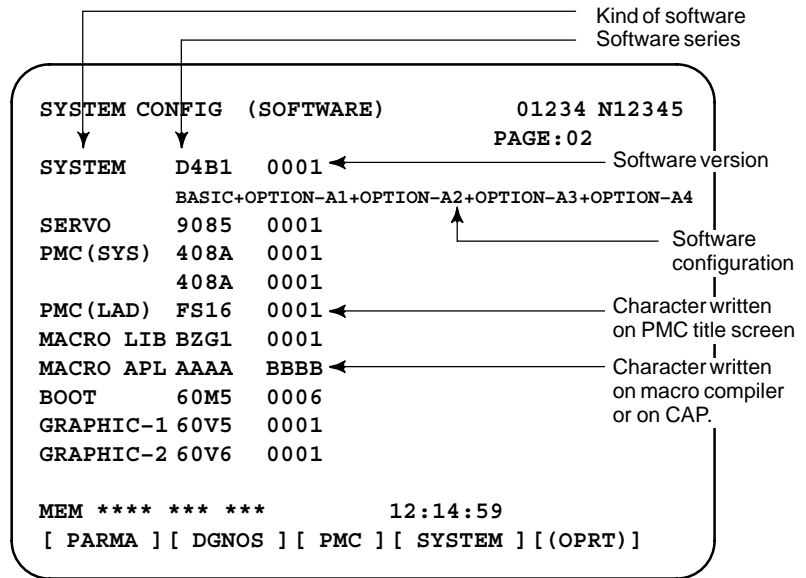 Kind of software
Software series
SYSTEM CONFIG (SOFTWARE) 01234 N12345
PAGE:02
SYSTEM D4B1 0001 Software version
BASIC+OPTION-A1+OPTION-A2+OPTION-A3+OPTION-A4
SERVO 9085 0001
Software
configuration
PMC(SYS) 408A 0001
408A 0001
PMC(LAD) FS16 0001
Character written
on PMC title screen
MACRO LIB BZG1 0001
MACRO APL AAAA BBBB
Character written
on macro compiler
or on CAP.
BOOT 60M5 0006
GRAPHIC-1 60V5 0001
GRAPHIC-2 60V6 0001
MEM **** *** *** 12:14:59
[ PARMA ] [ DGNOS ] [ PMC ] [ SYSTEM ] [(OPRT)]